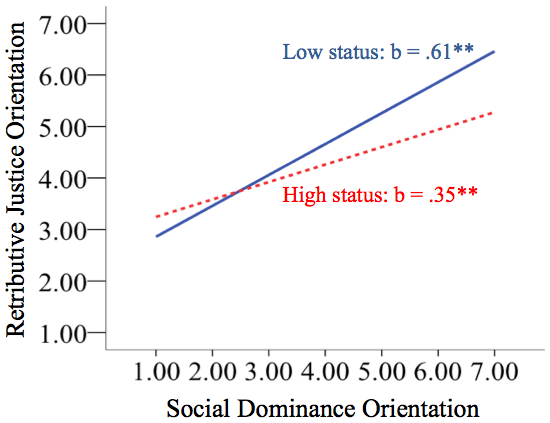 Retributive Justice Orientation
7.00
6.00
5.00
4.00
3.00
2.00
1.00
Low status: b = .61**
High status: b = .35**
1.00 2.00 3.00 4.00 5.00 6.00 7.00
Social Dominance Orientation